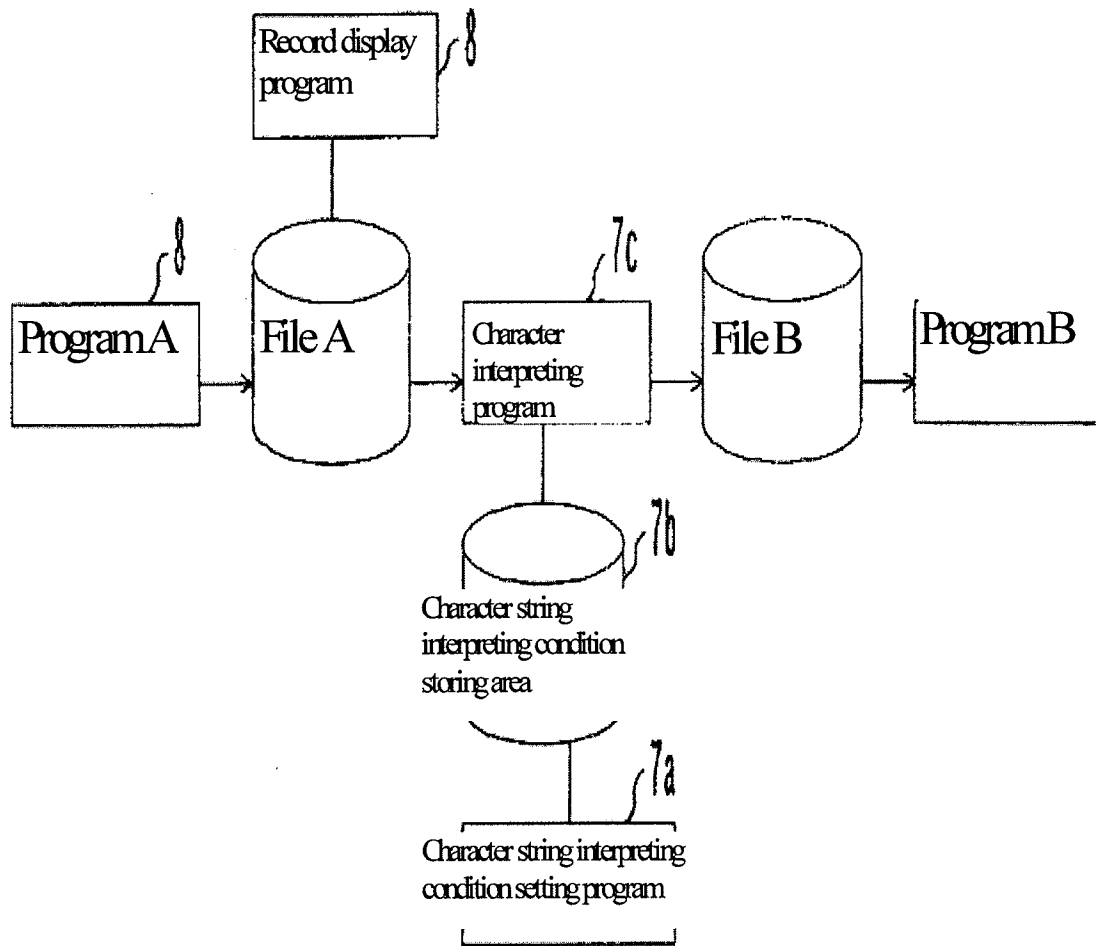 Record display
program
8
8
7c
Program A
File A
Character
interpreting
program
File B
Program B
7b
Character string
interpreting condition
storing area
7a
Character string interpreting
condition setting program